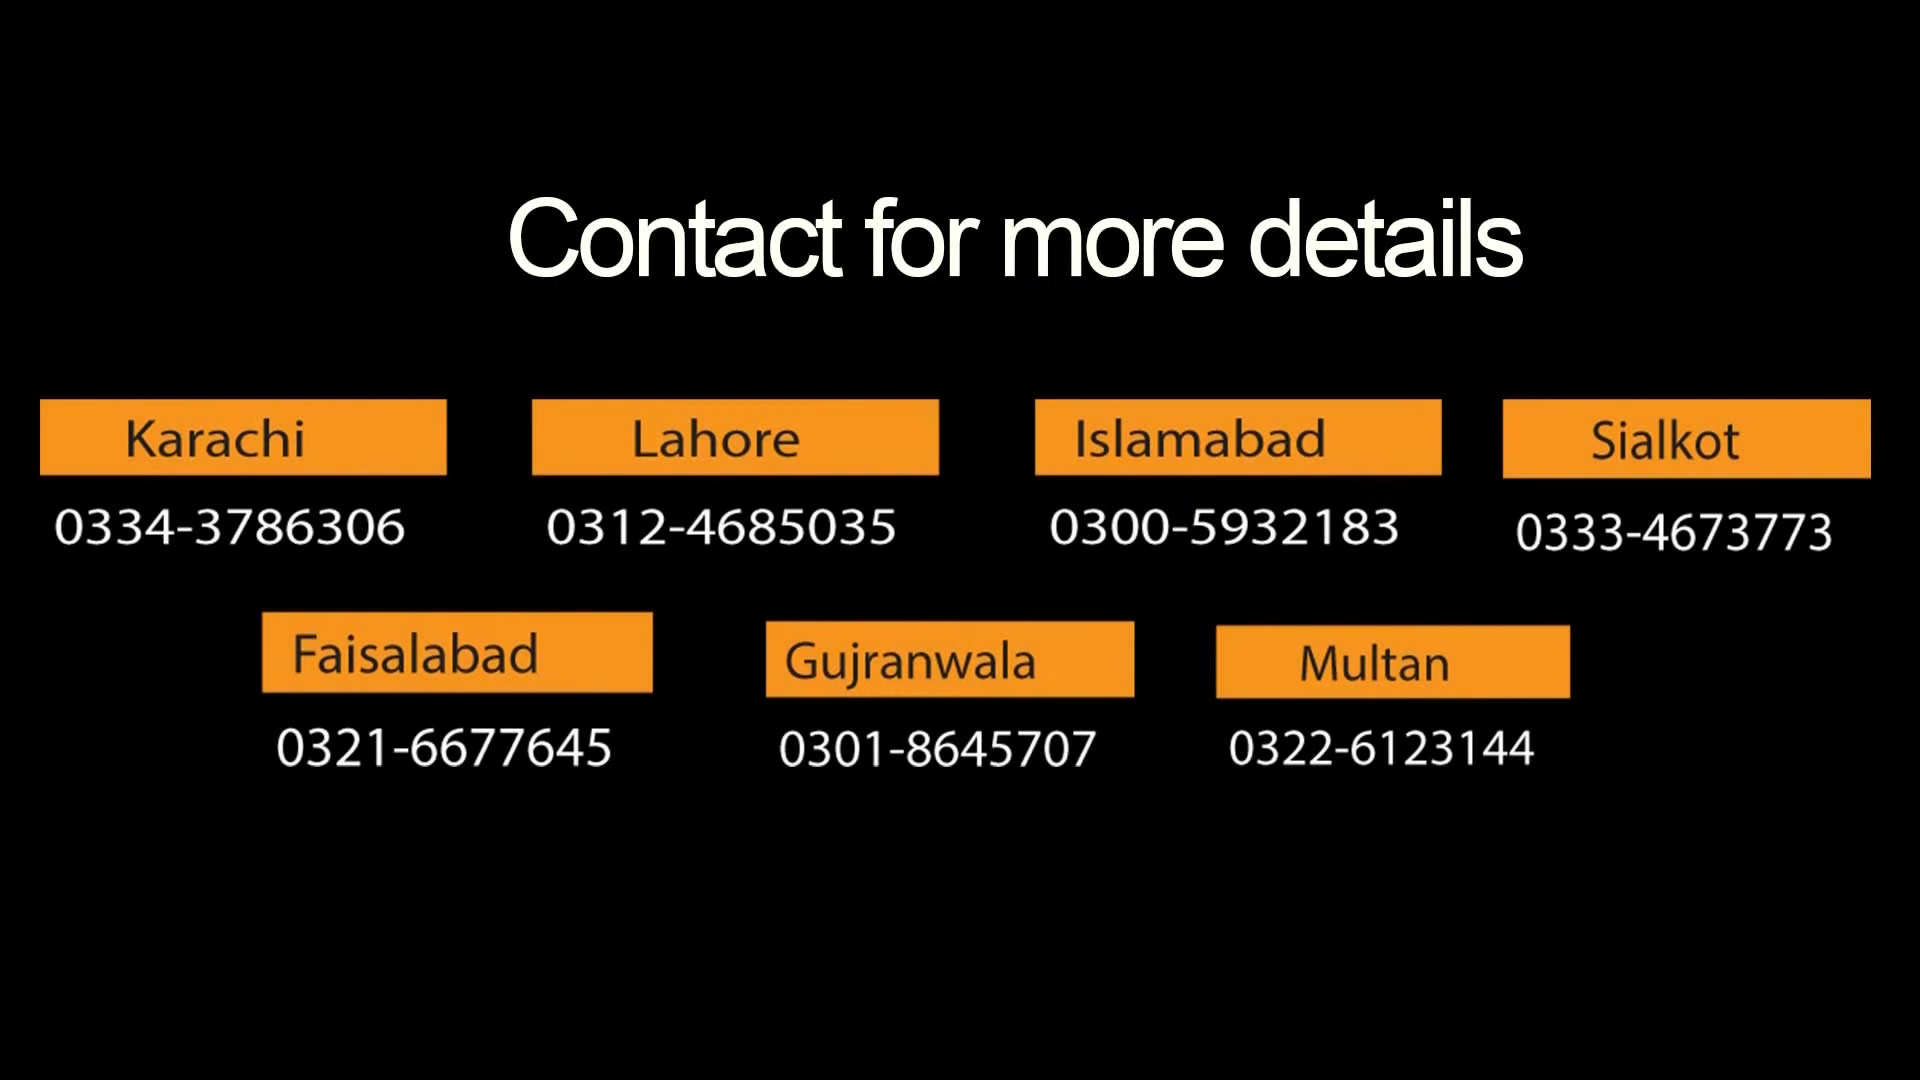 Contact for more details
Karachi Lahore Islamabad Sialkot
0334-3786306 0312-4685035 0300-5932183 0333-4673773
Faisalabad Gujranwala Multan
0321-6677645 0301-8645707 0322-6123144